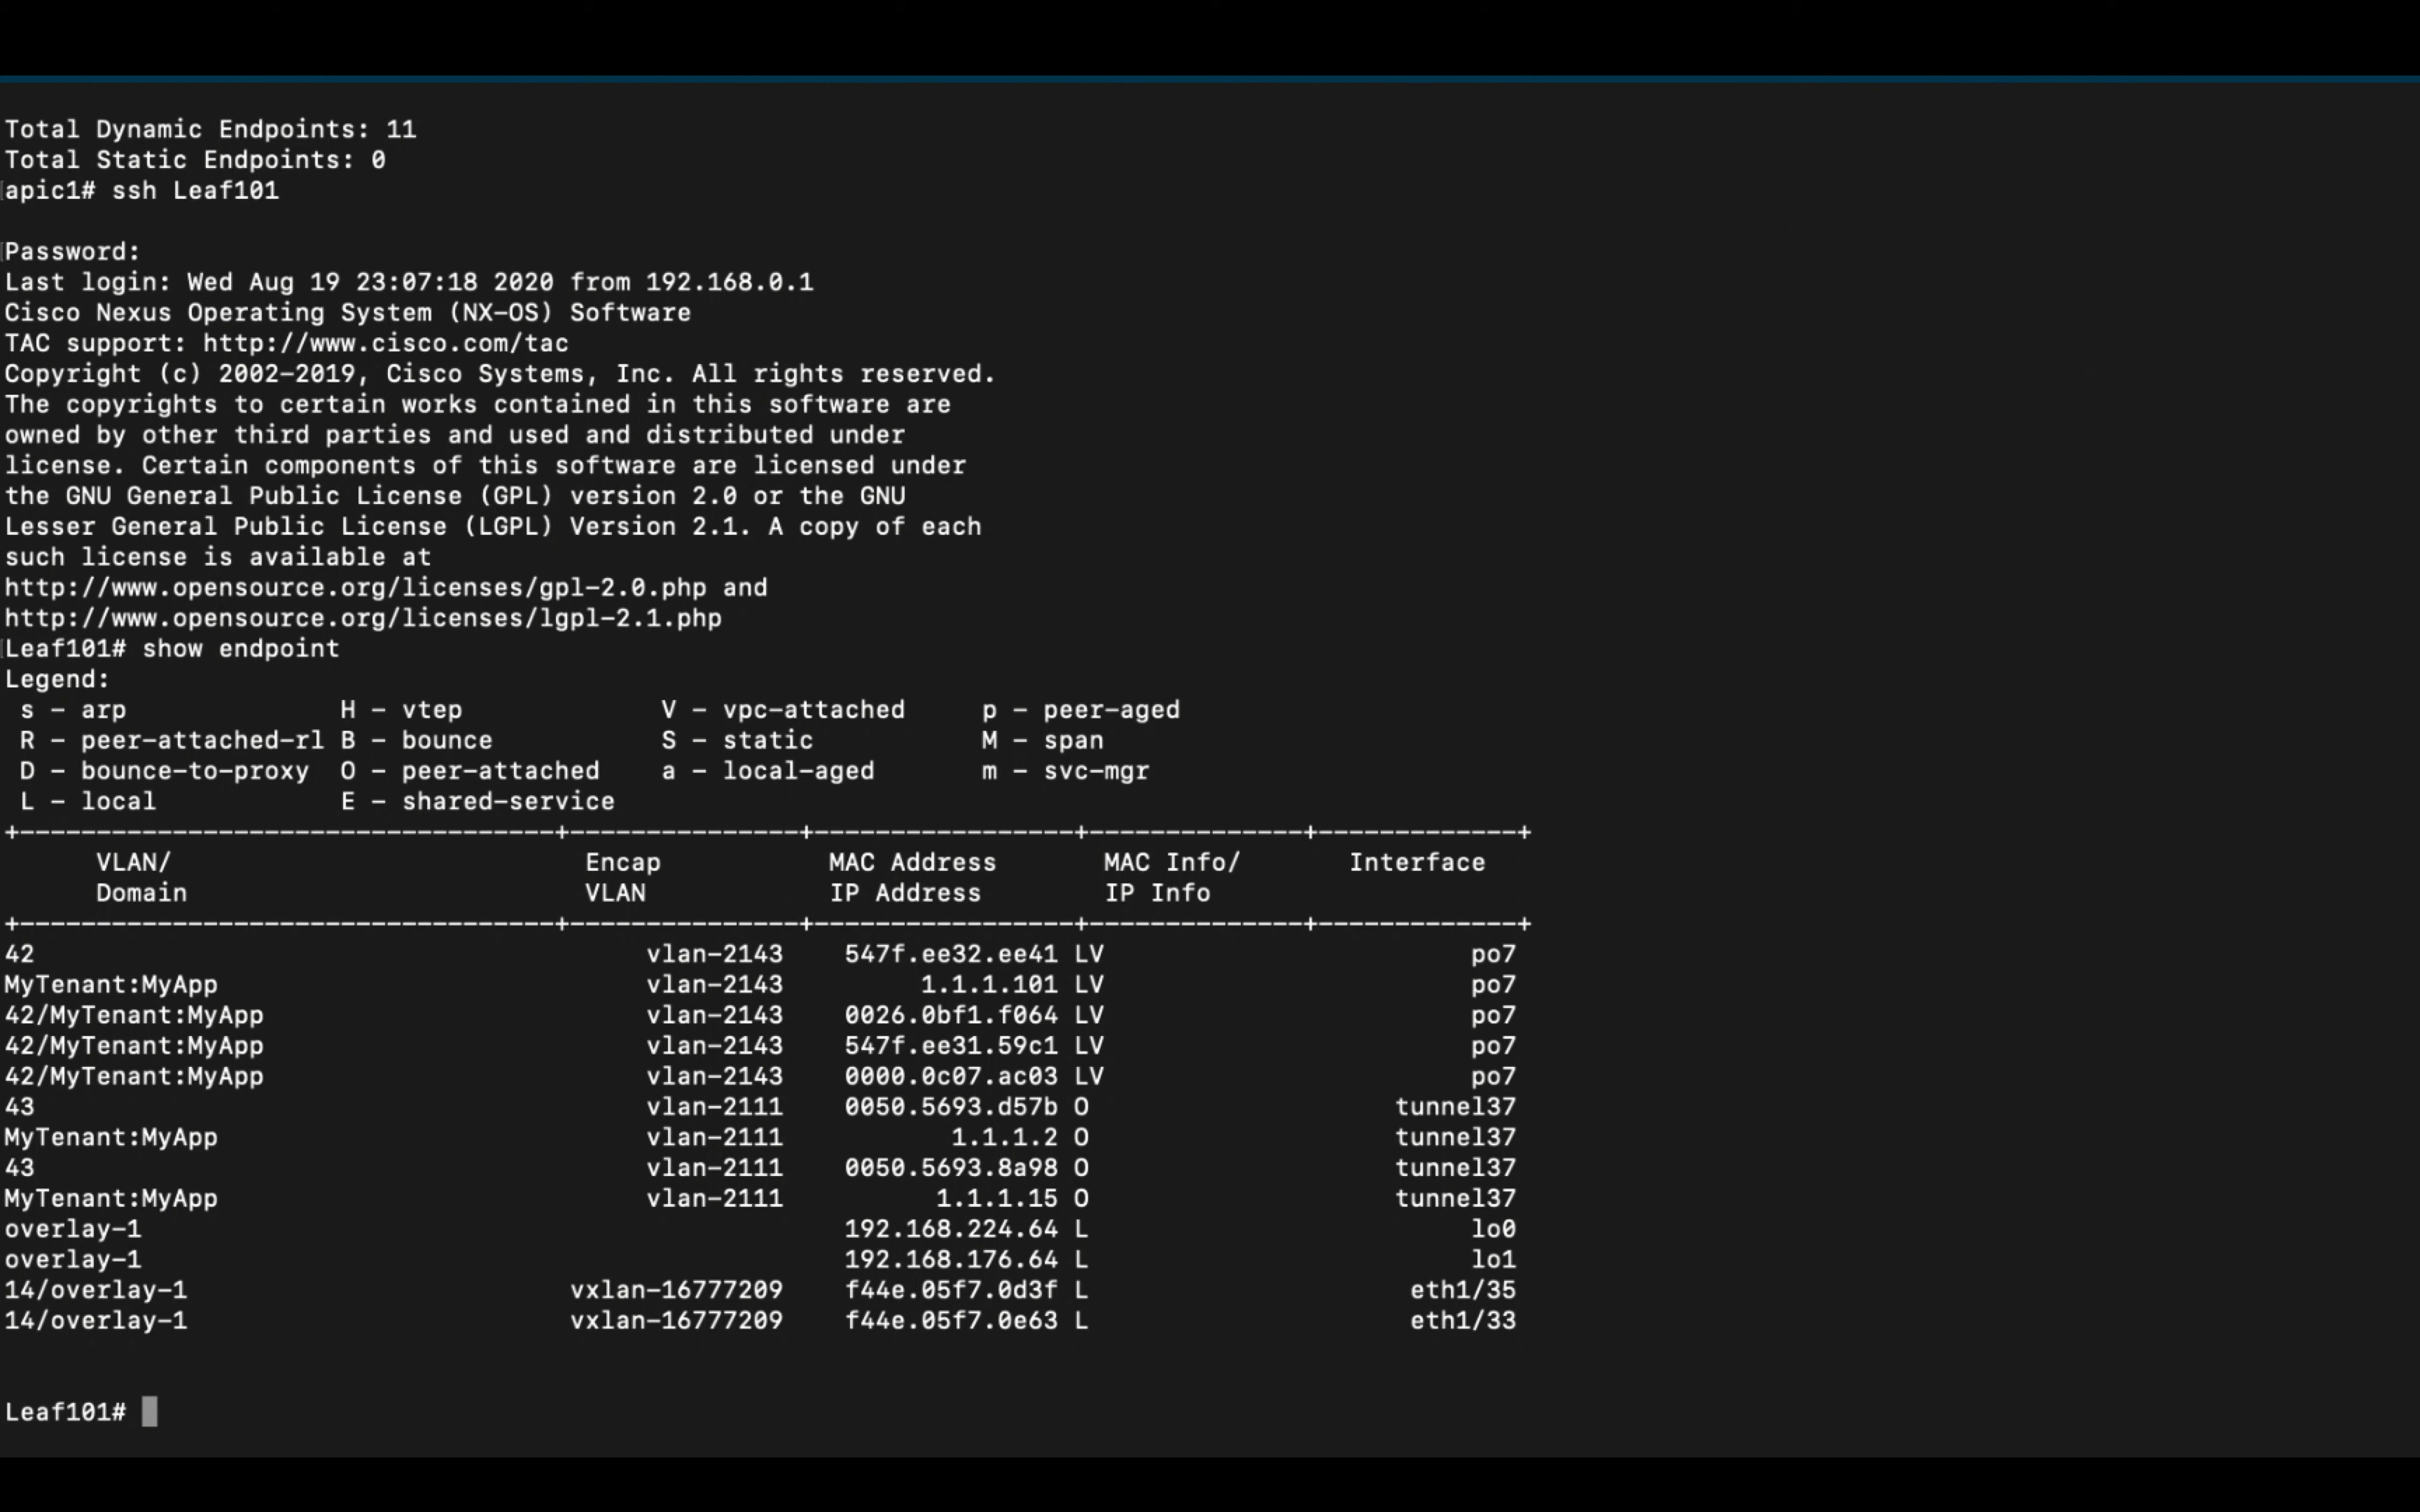 Total Dynamic Endpoints: 11
Total Static Endpoints: 0
apic1# ssh Leaf101
Password:
Last login: Wed Aug 19 23:07:18 2020 from 192.168.0.1
Cisco Nexus Operating System (NX-OS) Software
TAC support: http://www.cisco.com/tac
Copyright (c) 2002-2019, Cisco Systems, Inc. All rights reserved.
The copyrights to certain works contained in this software are
owned by other third parties and used and distributed under
license. Certain components of this software are licensed under
the GNU General Public License (GPL) version 2.0 or the GNU
Lesser General Public License (LGPL) Version 2.1. A copy of each
such license is available at
http://www.opensource.org/licenses/gpl-2.0.php and
http://www.opensource.org/licenses/lgpl-2.1.php
Leaf101# show endpoint
Legend:
s - arp H - vtep V - vpc-attached p - peer-aged
R - peer-attached-rl B - bounce S - static M - span
D - bounce-to-proxy O - peer-attached a - local-aged m - svc-mgr
L - local E - shared-service
+-----------------------------------+---------------+-----------------+--------------+-------------+
VLAN/ Encap MAC Address MAC Info/ Interface
Domain VLAN IP Address IP Info
+-----------------------------------+---------------+-----------------+--------------+-------------+
42 vlan-2143 547f.ee32.ee41 LV po7
MyTenant:MyApp vlan-2143 1.1.1.101 LV po7
42/MyTenant:MyApp vlan-2143 0026.0bf1.f064 LV po7
42/MyTenant:MyApp vlan-2143 547f.ee31.59c1 LV po7
42/MyTenant:MyApp vlan-2143 0000.0c07.ac03 LV po7
43 vlan-2111 0050.5693.d57b O tunnel37
MyTenant:MyApp vlan-2111 1.1.1.2 O tunnel37
43 vlan-2111 0050.5693.8a98 O tunnel37
MyTenant:MyApp vlan-2111 1.1.1.15 O tunnel37
overlay-1 192.168.224.64 L lo0
overlay-1 192.168.176.64 L lo1
14/overlay-1 vxlan-16777209 f44e.05f7.0d3f L eth1/35
14/overlay-1 vxlan-16777209 f44e.05f7.0e63 L eth1/33
Leaf101#